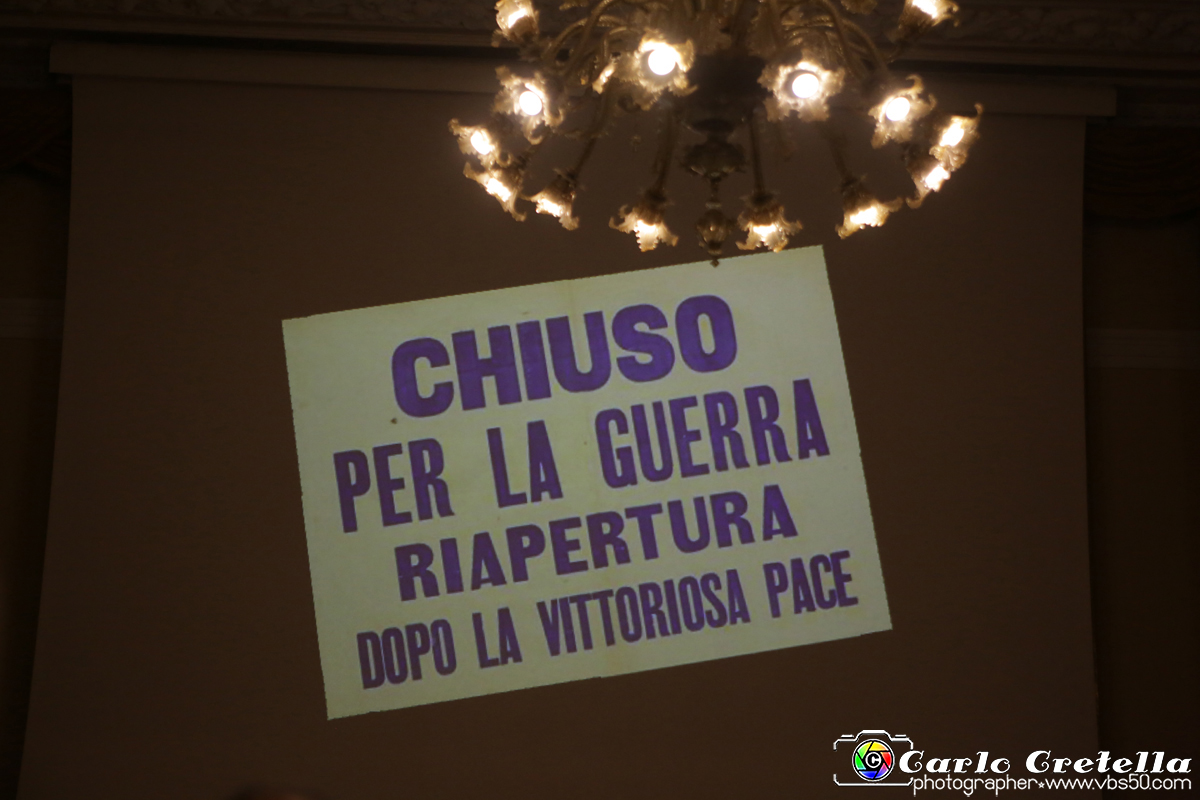 CHIUSO
PER LA GUERRA
RIAPERTURA
DOPO LA VITTORIOSA PACE
C Carlo Cretella
photographer★www.vbs50.com